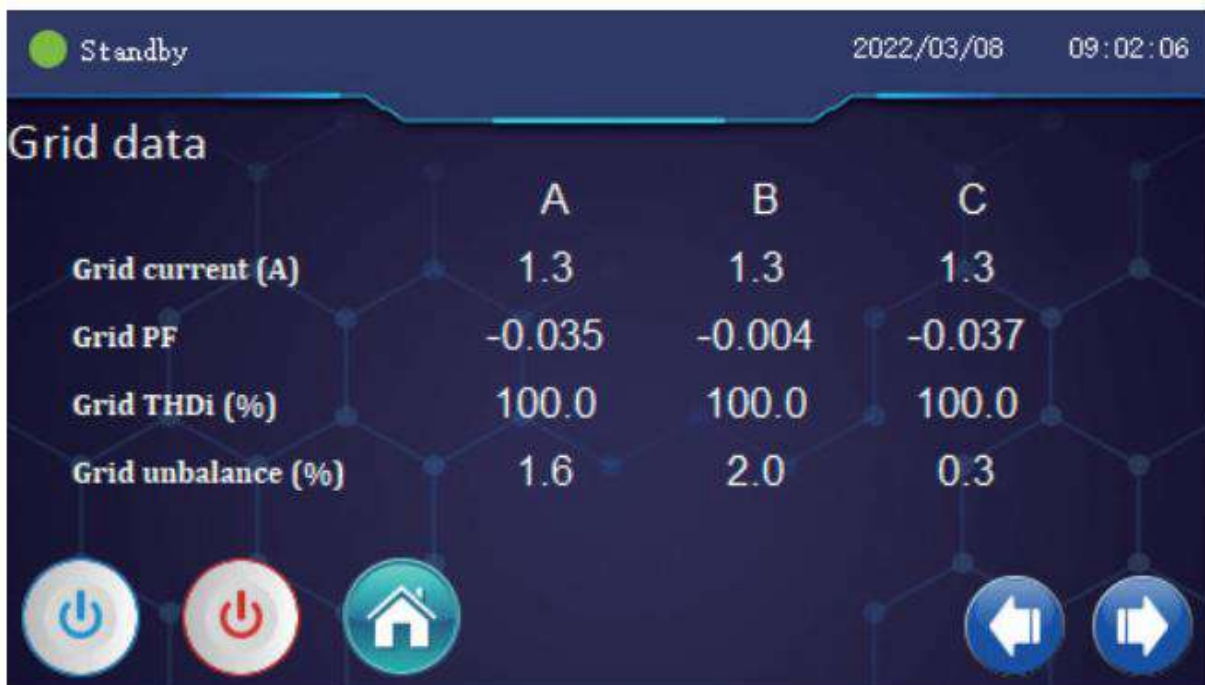 Standby 2022/03/08 09:02:06
Grid data
A B C
Grid current (A) 1.3 1.3 1.3
Grid PF -0.035 -0.004 -0.037
Grid THDi (%) 100.0 100.0 100.0
Grid unbalance (%) 1.6 2.0 0.3